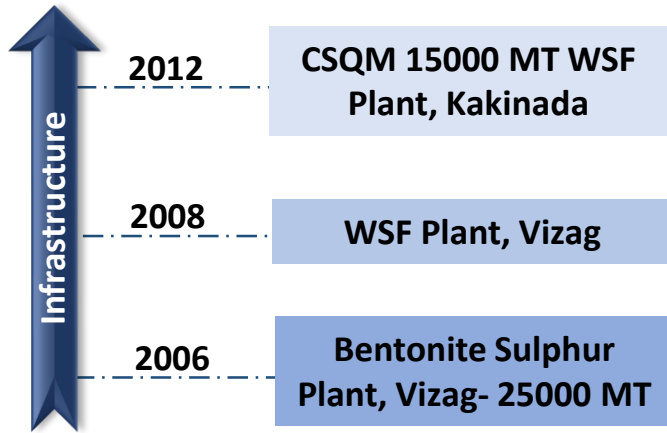 Infrastructure
2012
CSQM 15000 MT WSF
Plant, Kakinada
2008
WSF Plant, Vizag
2006
Bentonite Sulphur
Plant, Vizag- 25000 MT